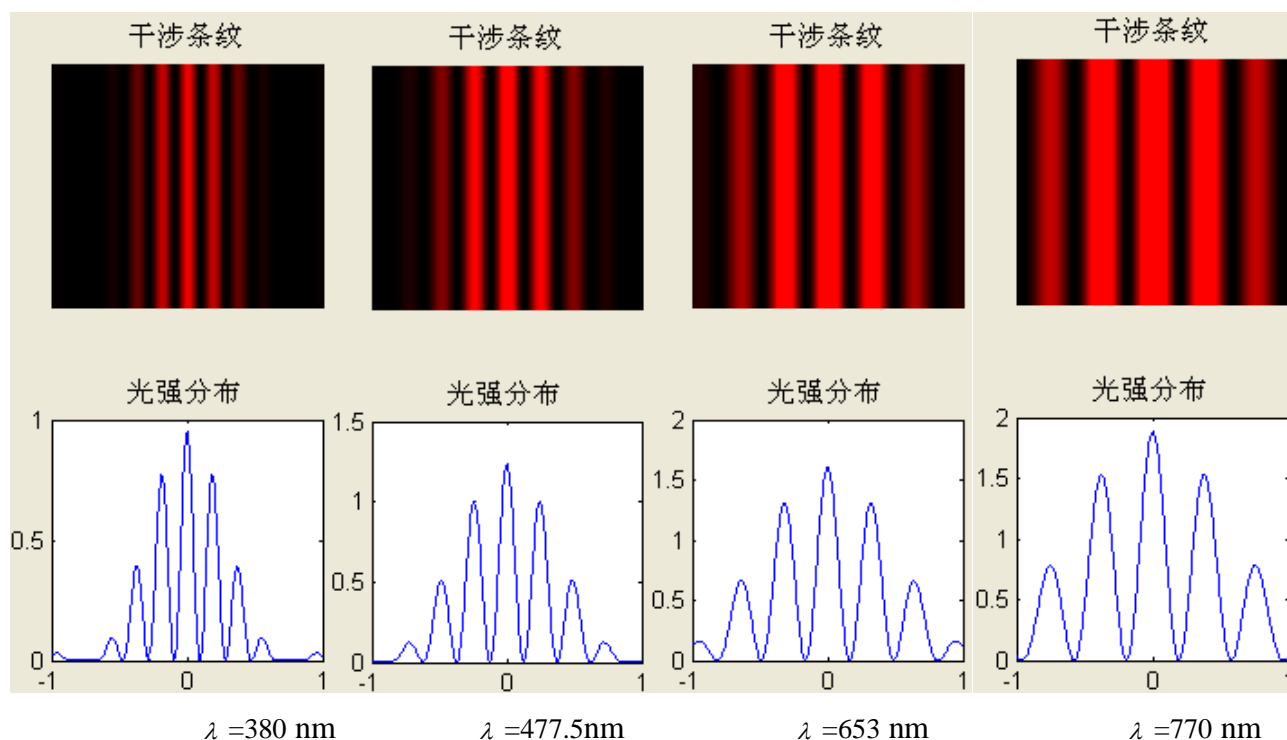 干涉条纹 干涉条纹 干涉条纹 干涉条纹
光强分布 光强分布 光强分布 光强分布
1 1.5 2 2
1 1.5 1.5
0.5 0.5 1 1
0.5 0.5
0 0 0 0
-1 0 1 -1 0 1 -1 0 1 -1 0 1
λ =380 nm λ =477.5nm λ =653 nm λ =770 nm